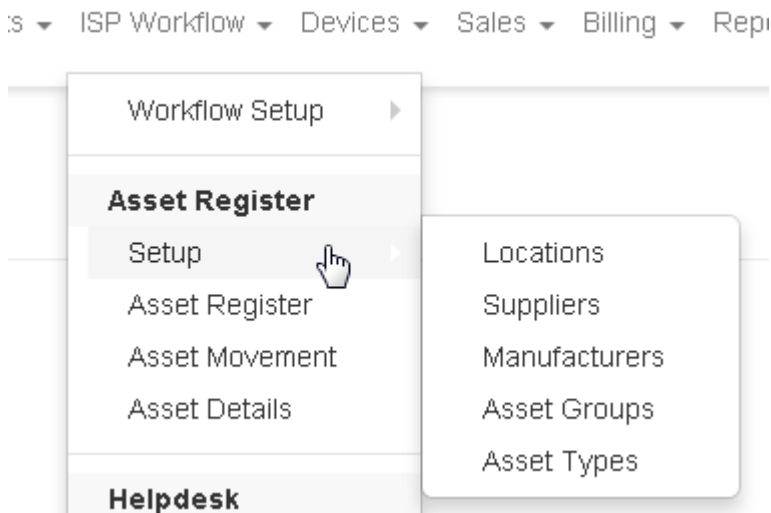 ISP Workflow Devices Sales Billing
Workflow Setup
Asset Register
Setup
Asset Register
Asset Movement
Asset Details
Helpdesk
Locations
Suppliers
Manufacturers
Asset Groups
Asset Types